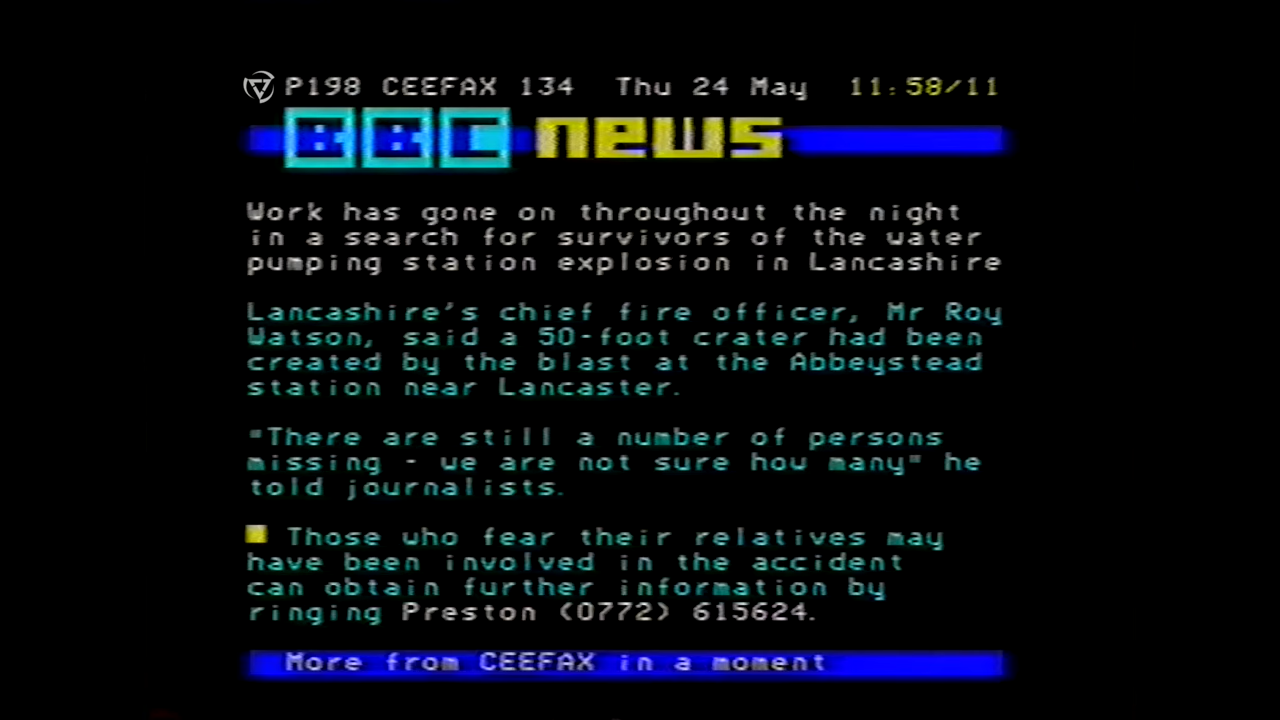 P198 CEEFAX 134 Thu 24 May 11:58/11
BBC news
Work has gone on throughout the night
in a search for survivors of the water
pumping station explosion in Lancashire
Lancashire's chief fire officer, Mr Roy
Watson, said a 50-foot crater had been
created by the blast at the Abbeystead
station near Lancaster.
"There are still a number of persons
missing - we are not sure how many" he
told journalists.
Those who fear their relatives may
have been involved in the accident
can obtain further information by
ringing Preston (0772) 615624.
More from CEEFAX in a moment